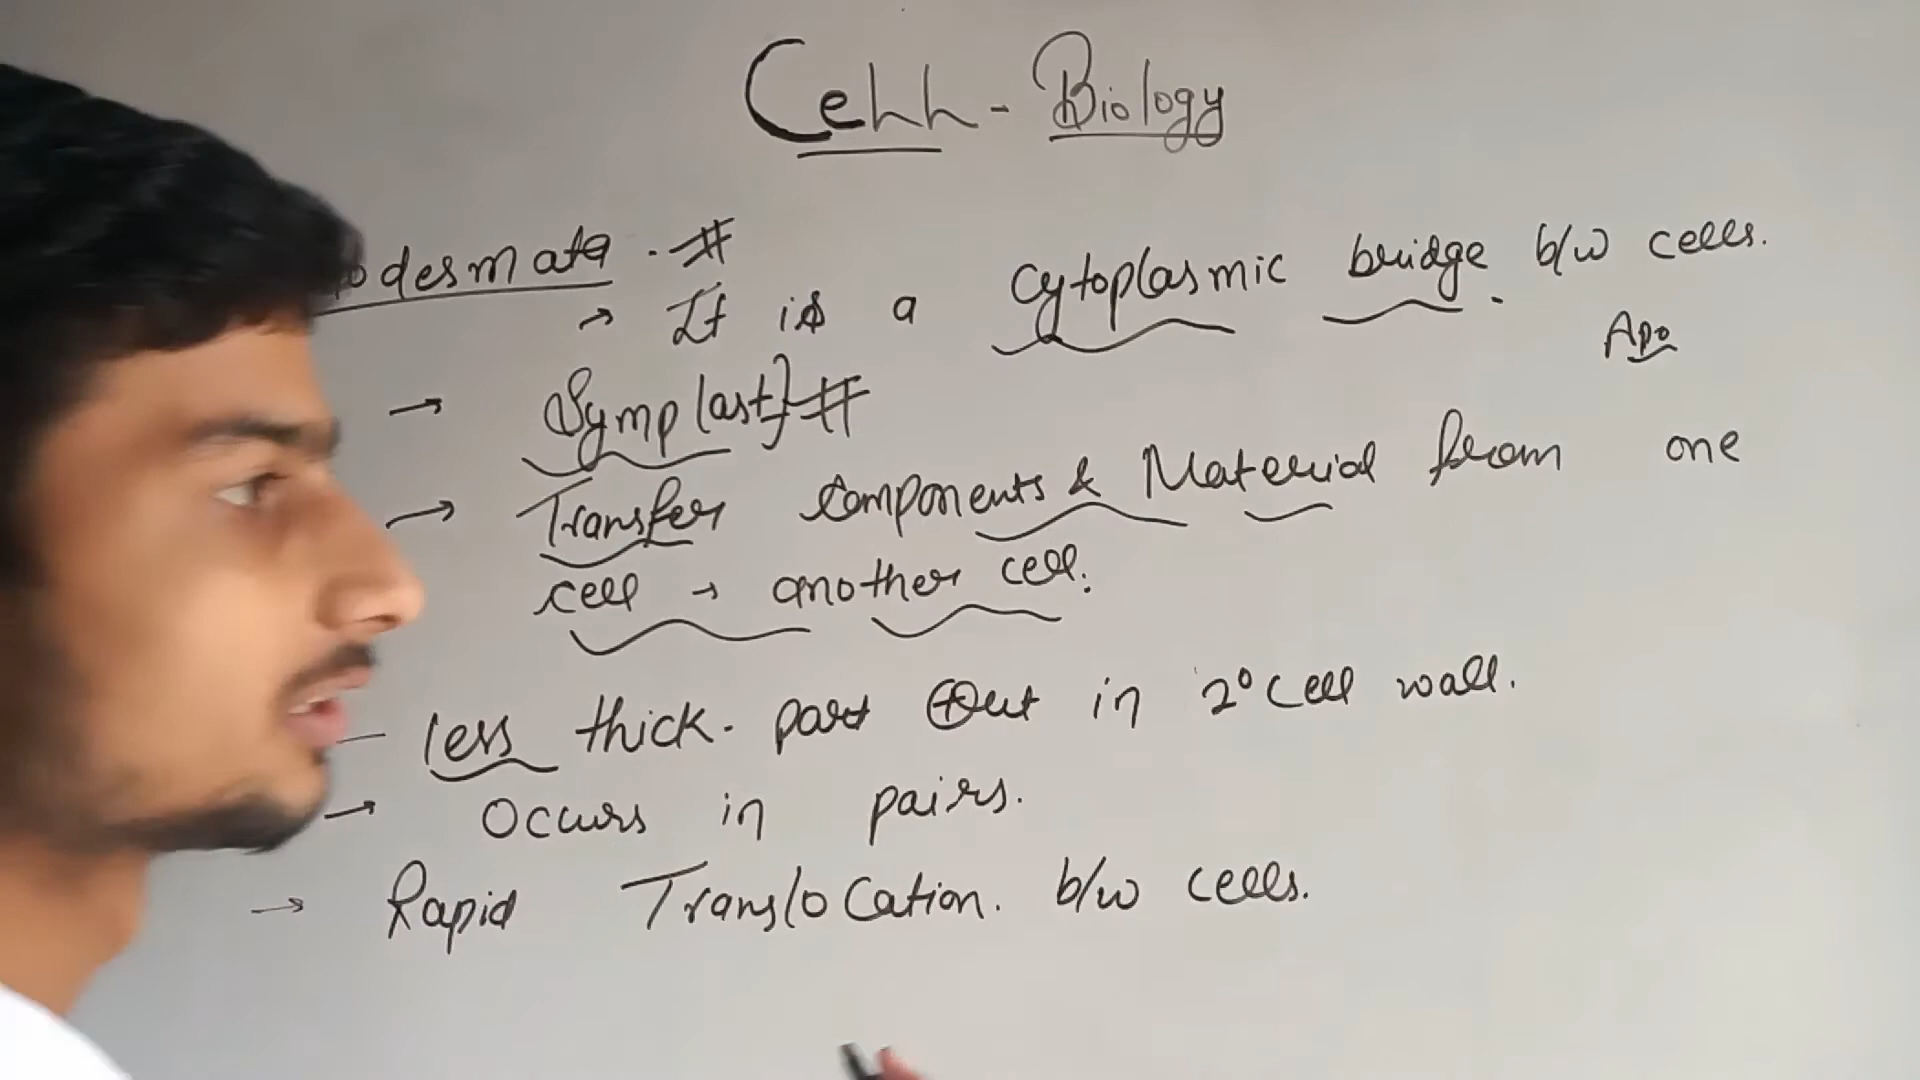 Cell - Biology
odesmata . #
→ It is a cytoplasmic bridge b/w cells.
Apo
→ Symplast} #
→ Transfer components & Material from one
cell → another cell.
– less thick. part in 2° cell wall.
→ Occurs in pairs.
→ Rapid Translocation. b/w cells.